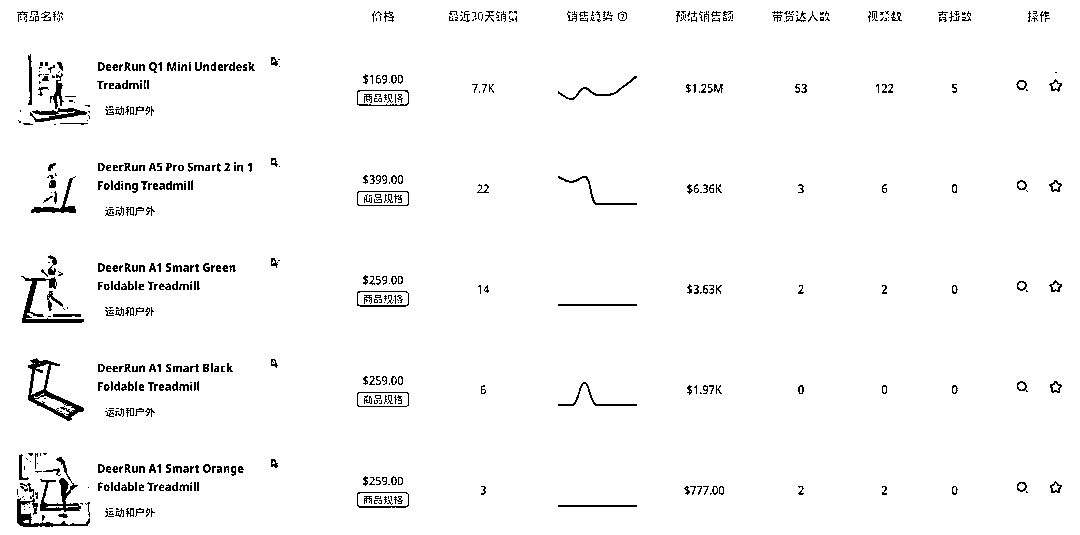 商品名称 价格 最近30天销量 销售趋势 预估销售额 带货达人数 视频数 直播数 操作
DeerRun Q1 Mini Underdesk
Treadmill
运动和户外
$169.00
商品规格
7.7K $1.25M 53 122 5
DeerRun A5 Pro Smart 2 in 1
Folding Treadmill
运动和户外
$399.00
商品规格
22 $6.36K 3 6 0
DeerRun A1 Smart Green
Foldable Treadmill
运动和户外
$259.00
商品规格
14 $3.63K 2 2 0
DeerRun A1 Smart Black
Foldable Treadmill
运动和户外
$259.00
商品规格
6 $1.97K 0 0 0
DeerRun A1 Smart Orange
Foldable Treadmill
运动和户外
$259.00
商品规格
3 $777.00 2 2 0